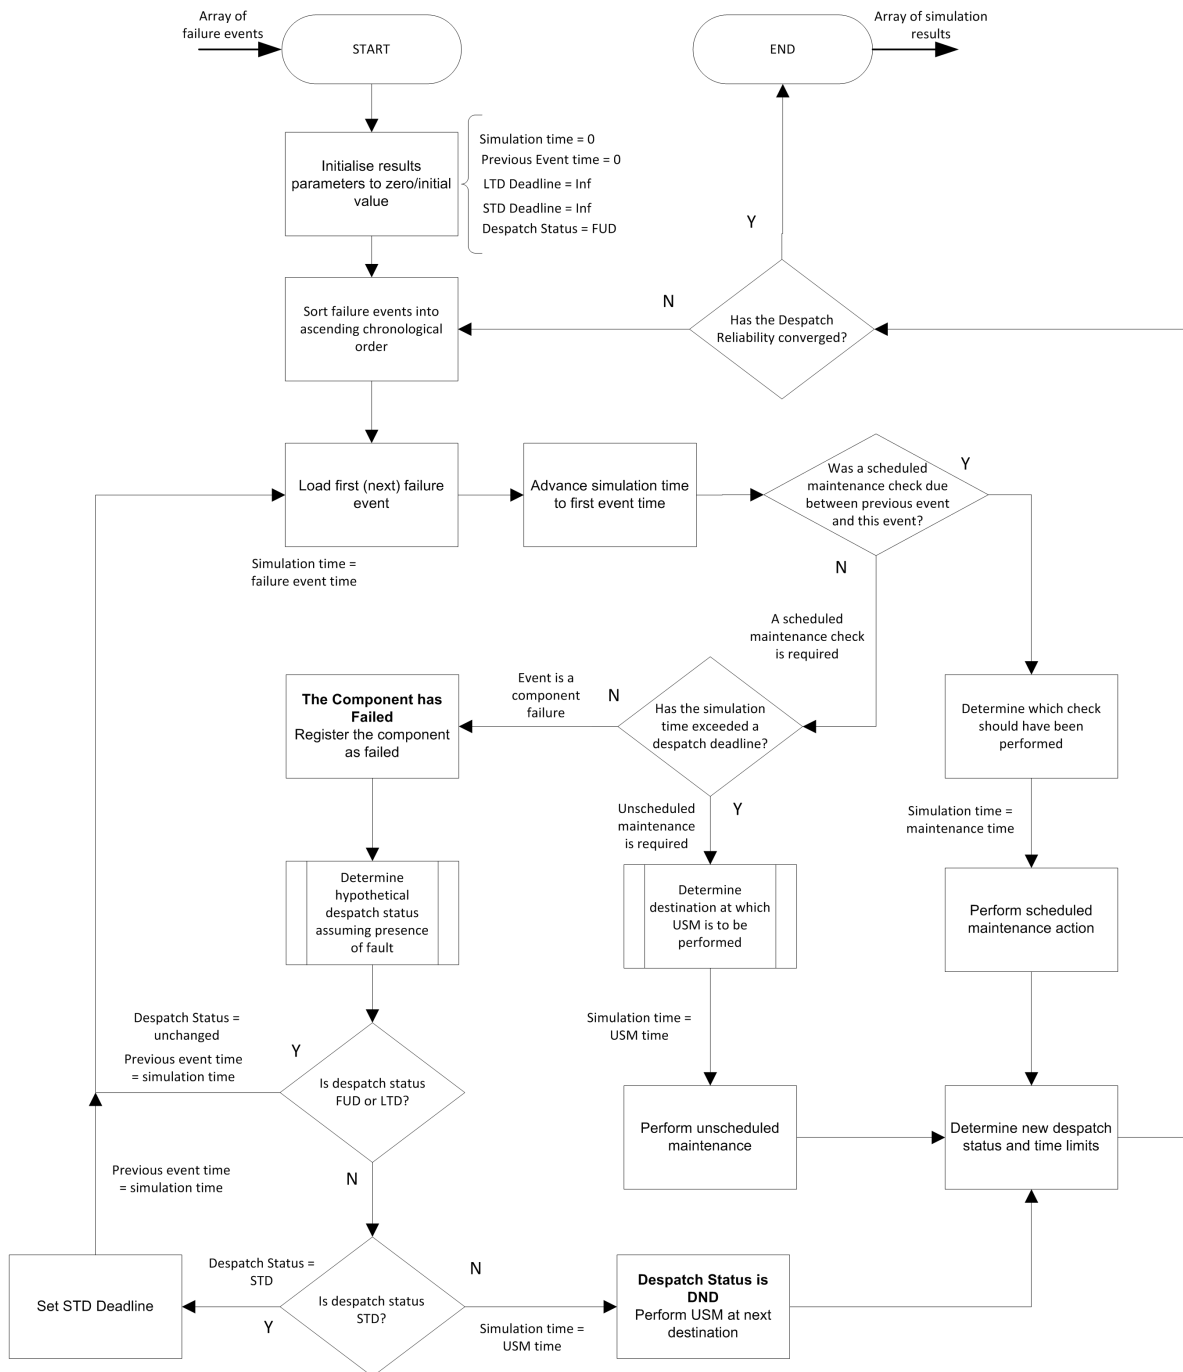 Array of
failure events
START
END
Array of simulation
results
Initialise results
parameters to zero/initial
value
Simulation time = 0
Previous Event time = 0
LTD Deadline = Inf
STD Deadline = Inf
Despatch Status = FUD
Y
N
Has the Despatch
Reliability converged?
Sort failure events into
ascending chronological
order
Load first (next) failure
event
Advance simulation time
to first event time
Was a scheduled
maintenance check due
between previous event
and this event?
Y
N
Simulation time =
failure event time
A scheduled
maintenance check
is required
The Component has
Failed
Register the component
as failed
Event is a
component
failure
N
Has the simulation
time exceeded a
despatch deadline?
Determine which check
should have been
performed
Unscheduled
maintenance
is required
Y
Simulation time =
maintenance time
Determine
hypothetical
despatch status
assuming presence
of fault
Determine
destination at which
USM is to be
performed
Perform scheduled
maintenance action
Despatch Status =
unchanged
Previous event time
= simulation time
Y
Simulation time =
USM time
Is despatch status
FUD or LTD?
Perform unscheduled
maintenance
Determine new despatch
status and time limits
Previous event time
= simulation time
N
Set STD Deadline
Despatch Status =
STD
Y
Is despatch status
STD?
N
Simulation time =
USM time
Despatch Status is
DND
Perform USM at next
destination